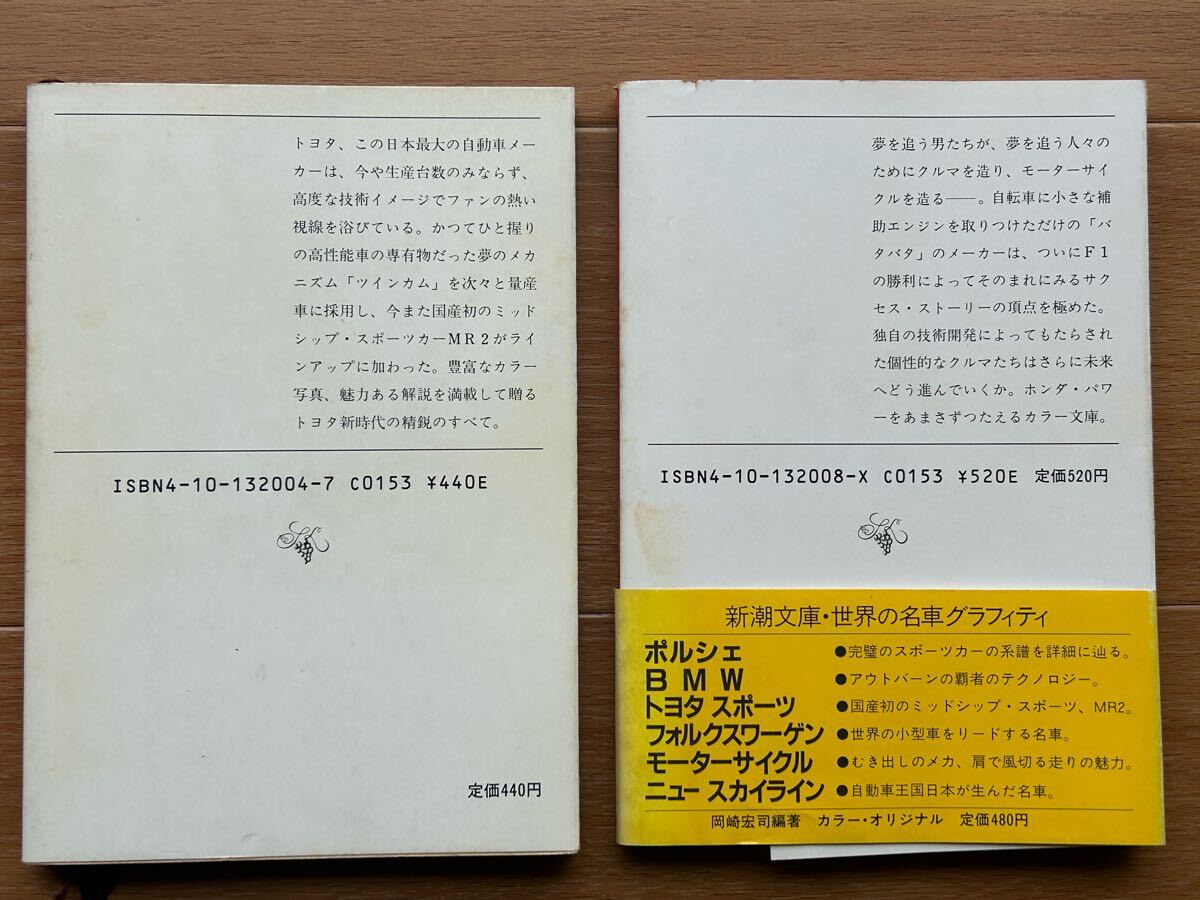 トヨタ、この日本最大の自動車メー
カーは、今や生産台数のみならず、
高度な技術イメージでファンの熱い
視線を浴びている。かつてひと握り
の高性能車の専有物だった夢のメカ
ニズム「ツインカム」を次々と量産
車に採用し、今また国産初のミッド
シップ・スポーツカーMR2がライ
ンアップに加わった。豊富なカラー
写真、魅力ある解説を満載して贈る
トヨタ新時代の精鋭のすべて。
ISBN4-10-132004-7 C0153 ¥440E
定価440円
夢を追う男たちが、夢を追う人々の
ためにクルマを造り、モーターサイ
クルを造る――。自転車に小さな補
助エンジンを取りつけただけの「バ
タバタ」のメーカーは、ついにF1
の勝利によってそのまれにみるサク
セス・ストーリーの頂点を極めた。
独自の技術開発によってもたらされ
た個性的なクルマたちはさらに未来
へどう進んでいくか。ホンダ・パワ
ーをあまさずつたえるカラー文庫。
ISBN4-10-132008-X C0153 ¥520E 定価520円
新潮文庫・世界の名車グラフィティ
ポルシェ ●完璧のスポーツカーの系譜を詳細に辿る。
BMW ●アウトバーンの覇者のテクノロジー。
トヨタ スポーツ ●国産初のミッドシップ・スポーツ、MR2。
フォルクスワーゲン ●世界の小型車をリードする名車。
モーターサイクル ●むき出しのメカ、肩で風切る走りの魅力。
ニュー スカイライン ●自動車王国日本が生んだ名車。
岡崎宏司編著 カラー・オリジナル 定価480円